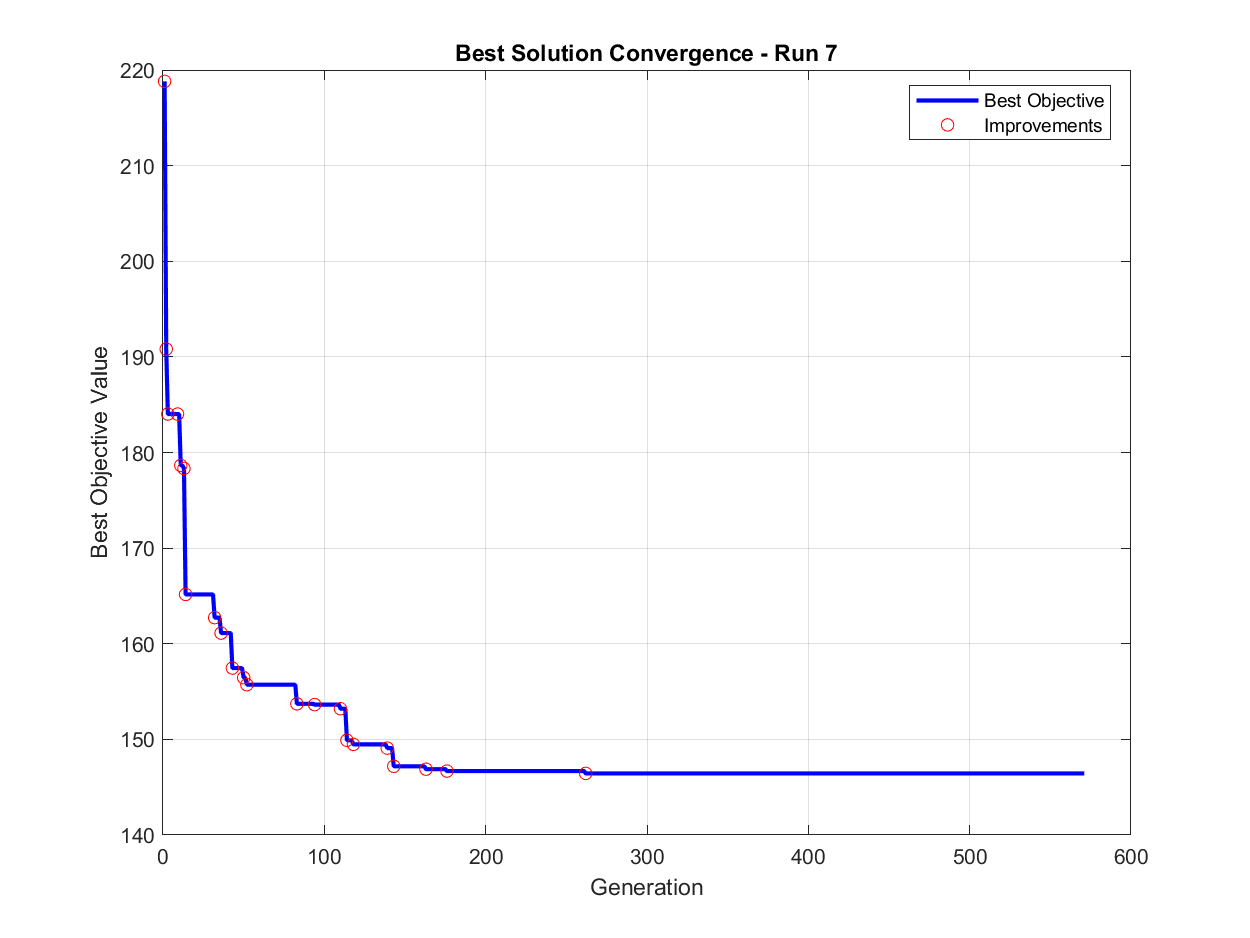 Best Solution Convergence - Run 7
220
210
200
190
180
170
160
150
140
Best Objective Value
Best Objective
Improvements
0 100 200 300 400 500 600
Generation